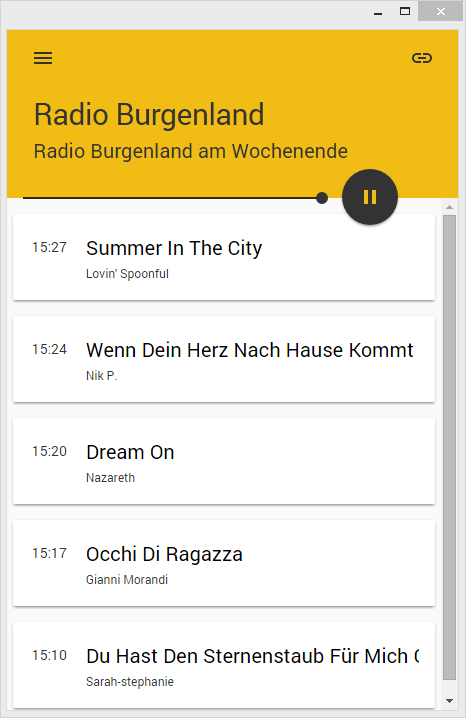 Radio Burgenland
Radio Burgenland am Wochenende
15:27 Summer In The City
Lovin' Spoonful
15:24 Wenn Dein Herz Nach Hause Kommt
Nik P.
15:20 Dream On
Nazareth
15:17 Occhi Di Ragazza
Gianni Morandi
15:10 Du Hast Den Sternenstaub Für Mich
Sarah-stephanie